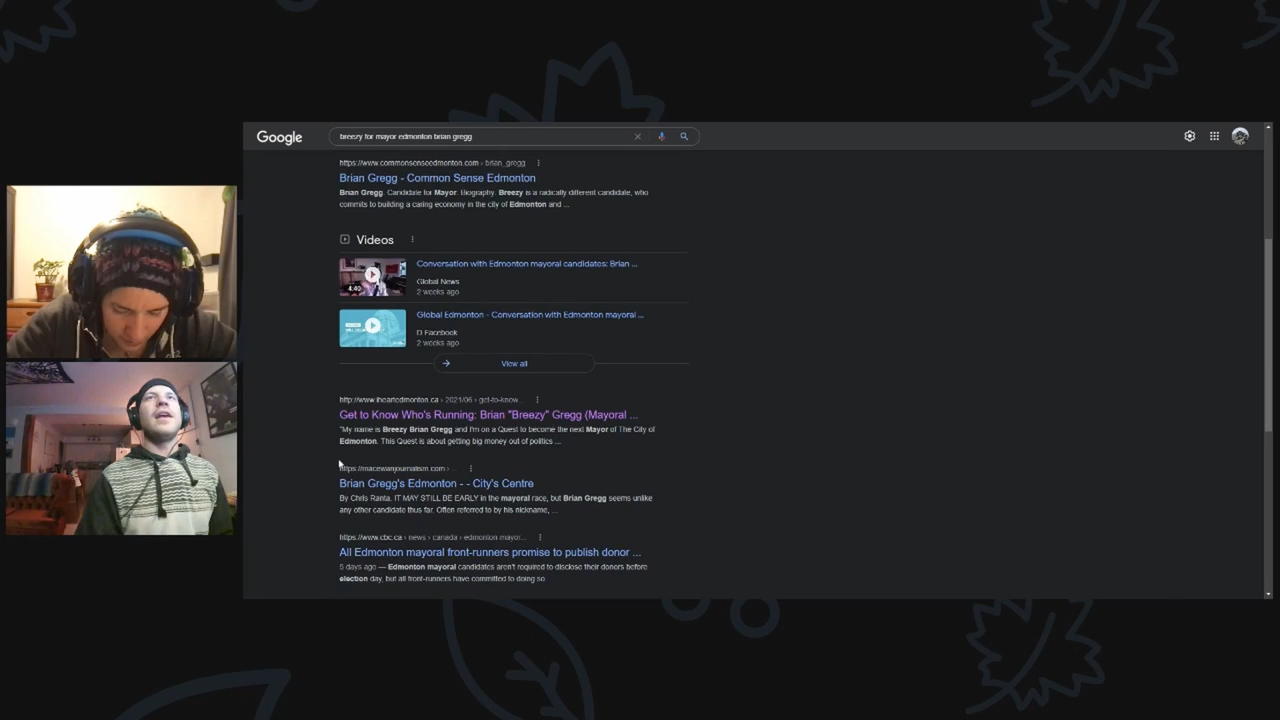 Google
breezy for mayor edmonton brian gregg
https://www.commonsenseedmonton.com › brian_gregg
Brian Gregg - Common Sense Edmonton
Brian Gregg. Candidate for Mayor. Biography. Breezy is a radically different candidate, who
commits to building a caring economy in the city of Edmonton and ...
Videos
Conversation with Edmonton mayoral candidates: Brian ...
Global News
2 weeks ago
4:40
Global Edmonton - Conversation with Edmonton mayoral ...
D Facebook
2 weeks ago
View all
http://www.iheartedmonton.ca › 2021/06 › get-to-know...
Get to Know Who's Running: Brian "Breezy" Gregg (Mayoral ...
"My name is Breezy Brian Gregg and I'm on a Quest to become the next Mayor of The City of
Edmonton. This Quest is about getting big money out of politics ...
https://macewanjournalism.com › ...
Brian Gregg's Edmonton - - City's Centre
By Chris Ranta. IT MAY STILL BE EARLY in the mayoral race, but Brian Gregg seems unlike
any other candidate thus far. Often referred to by his nickname, ...
https://www.cbc.ca › news › canada › edmonton mayor...
All Edmonton mayoral front-runners promise to publish donor ...
5 days ago — Edmonton mayoral candidates aren't required to disclose their donors before
election day, but all front-runners have committed to doing so